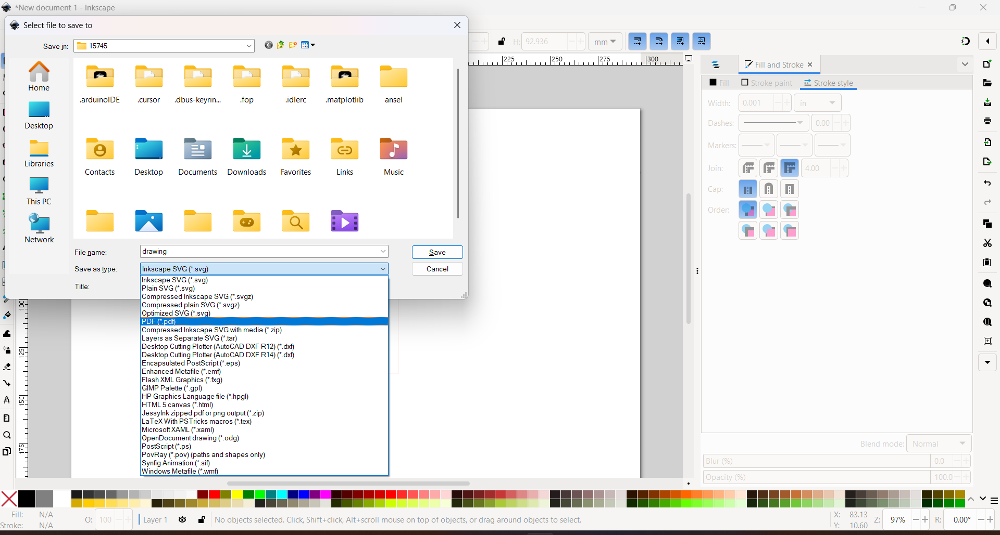 *New document 1 - Inkscape
Select file to save to
Save in: 15745
H: 92.936 mm
225 250 275 300
Home
Desktop
Libraries
This PC
Network
.arduinoIDE .cursor .dbus-keyrin... .fop .idlerc .matplotlib ansel
Contacts Desktop Documents Downloads Favorites Links Music
File name: drawing Save
Save as type: Inkscape SVG (*.svg) Cancel
Title:
Inkscape SVG (*.svg)
Plain SVG (*.svg)
Compressed Inkscape SVG (*.svgz)
Compressed plain SVG (*.svgz)
Optimized SVG (*.svg)
PDF (*.pdf)
Compressed Inkscape SVG with media (*.zip)
Layers as Separate SVG (*.tar)
Desktop Cutting Plotter (AutoCAD DXF R12) (*.dxf)
Desktop Cutting Plotter (AutoCAD DXF R14) (*.dxf)
Encapsulated PostScript (*.eps)
Enhanced Metafile (*.emf)
Flash XML Graphics (*.fxg)
GIMP Palette (*.gpl)
HP Graphics Language file (*.hpgl)
HTML 5 canvas (*.html)
JessyInk zipped pdf or png output (*.zip)
LaTeX With PSTricks macros (*.tex)
Microsoft XAML (*.xaml)
OpenDocument drawing (*.odg)
PostScript (*.ps)
PovRay (*.pov) (paths and shapes only)
Synfig Animation (*.sif)
Windows Metafile (*.wmf)
100
125
150
175
Fill and Stroke
Fill Stroke paint Stroke style
Width: 0.001 in
Dashes: 0.00
Markers:
Join: 4.00
Cap:
Order:
Blend mode: Normal
Blur (%) 0.0
Opacity (%) 100.0
Fill: N/A
Stroke: N/A
O: 100
Layer 1
No objects selected. Click, Shift+click, Alt+scroll mouse on top of objects, or drag around objects to select.
X: 83.13
Y: 10.60
Z: 97%
R: 0.00°